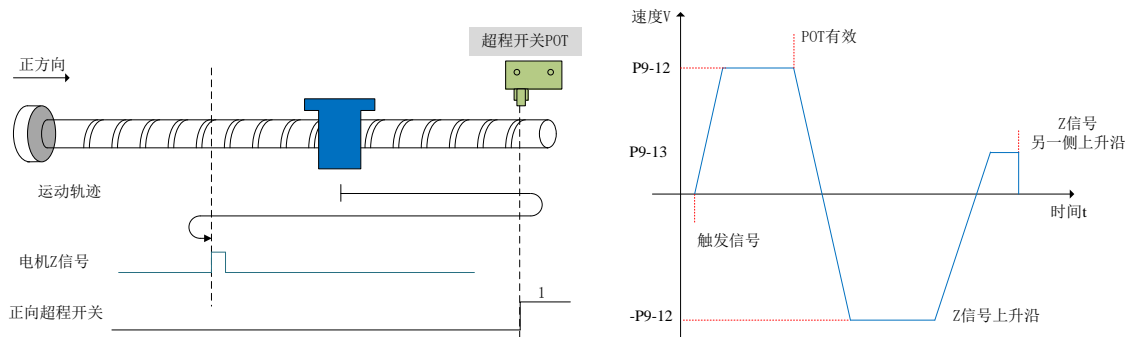 超程开关POT
正方向
运动轨迹
电机Z信号
正向超程开关
1
速度V
POT有效
P9-12
Z信号
另一侧上升沿
P9-13
时间t
触发信号
-P9-12
Z信号上升沿